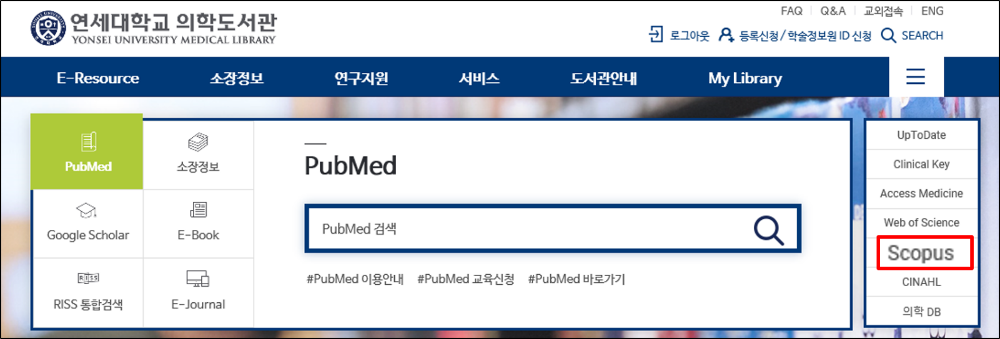 연세대학교 의학도서관
YONSEI UNIVERSITY MEDICAL LIBRARY
FAQ Q&A 교외접속 ENG
로그아웃 등록신청/학술정보원 ID 신청 SEARCH
E-Resource 소장정보 연구지원 서비스 도서관안내 My Library
PubMed
소장정보
Google Scholar
E-Book
RISS
RISS 통합검색
E-Journal
PubMed
PubMed 검색
#PubMed 이용안내 #PubMed 교육신청 #PubMed 바로가기
UpToDate
Clinical Key
Access Medicine
Web of Science
Scopus
CINAHL
의학 DB